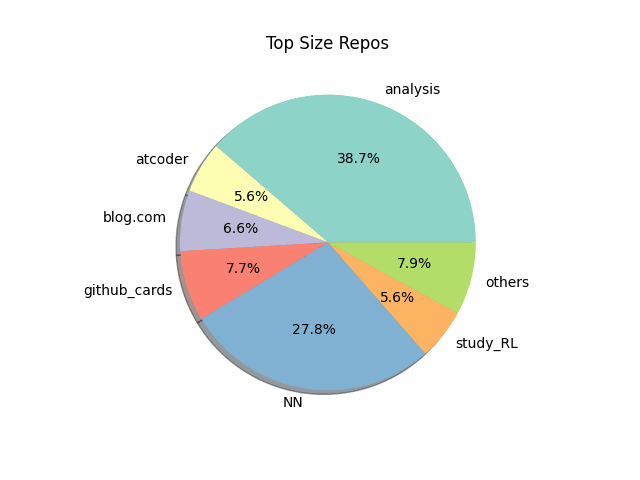 Top Size Repos
analysis
38.7%
atcoder
5.6%
blog.com
6.6%
github_cards
7.7%
NN
27.8%
study_RL
5.6%
others
7.9%